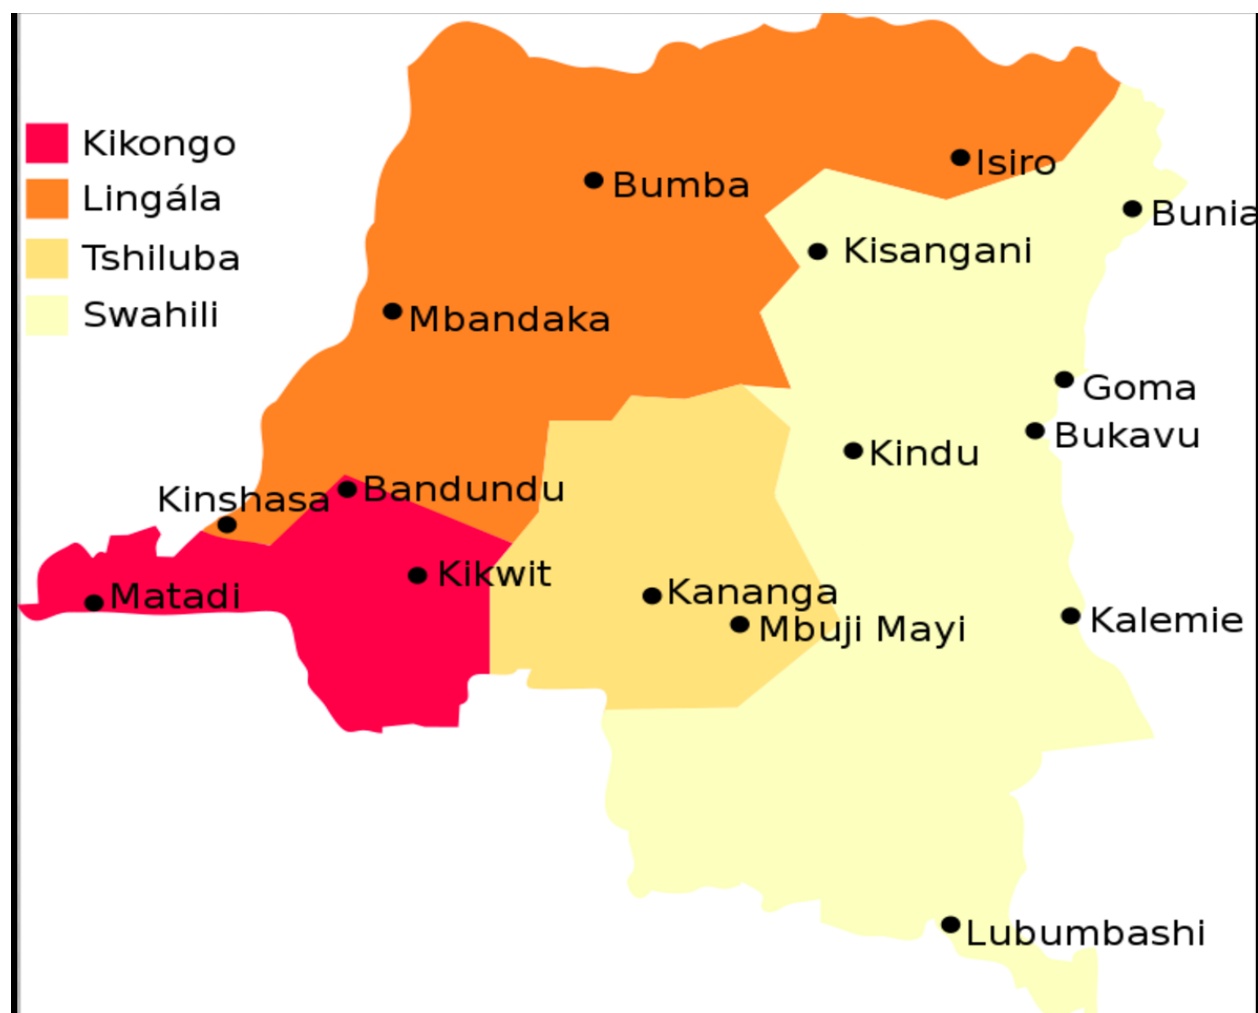 Kikongo
Lingála
Tshiluba
Swahili
Isiro
Bumba
Bunia
Kisangani
Mbandaka
Goma
Bukavu
Kindu
Bandundu
Kinshasa
Kikwit
Matadi
Kananga
Mbuji Mayi
Kalemie
Lubumbashi